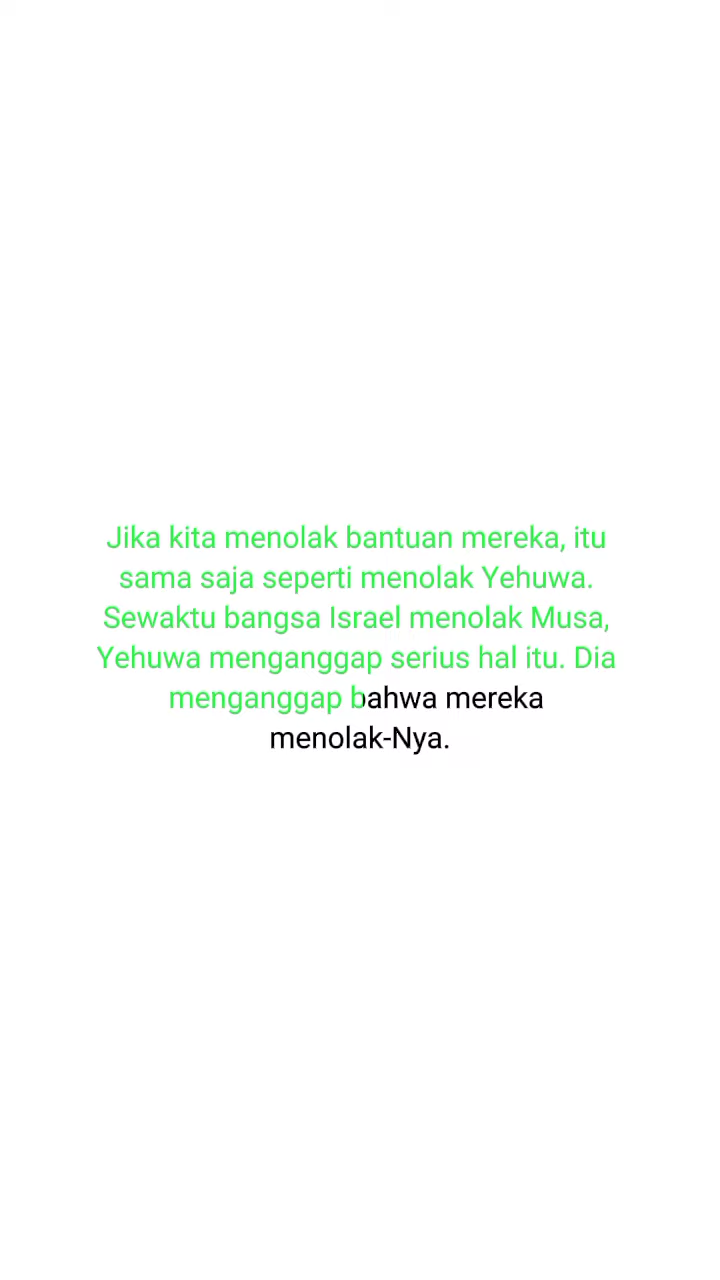 Jika kita menolak bantuan mereka, itu
sama saja seperti menolak Yehuwa.
Sewaktu bangsa Israel menolak Musa,
Yehuwa menganggap serius hal itu. Dia
menganggap bahwa mereka
menolak-Nya.